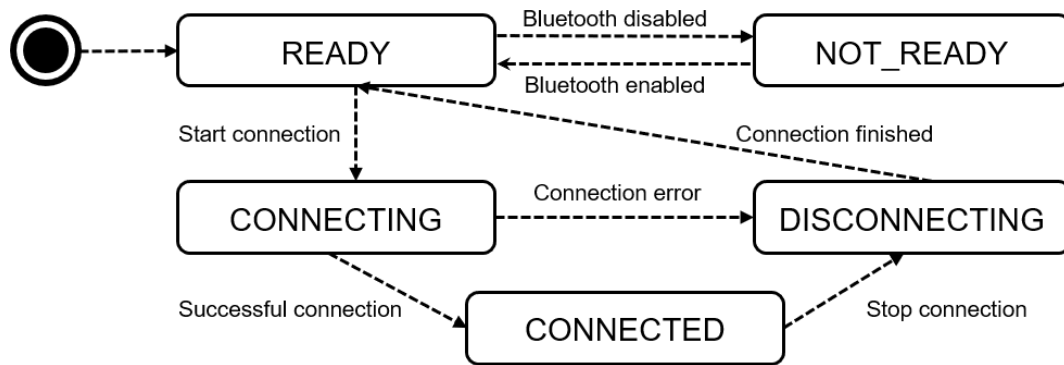 Bluetooth disabled
READY
NOT_READY
Bluetooth enabled
Start connection
Connection finished
CONNECTING
Connection error
DISCONNECTING
Successful connection
CONNECTED
Stop connection